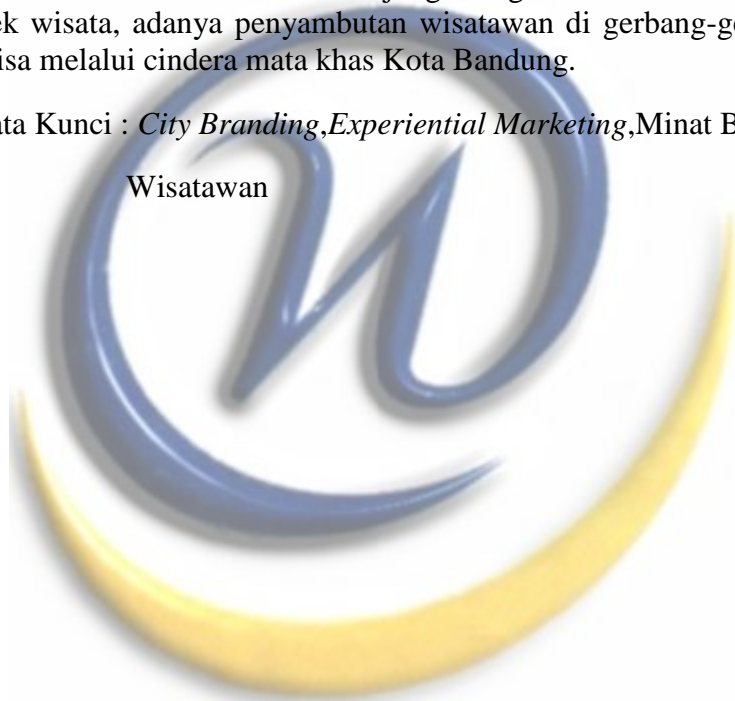 ek wisata, adanya penyambutan wisatawan di gerbang-ge
isa melalui cindera mata khas Kota Bandung.
ata Kunci : City Branding,Experiential Marketing,Minat B
Wisatawan